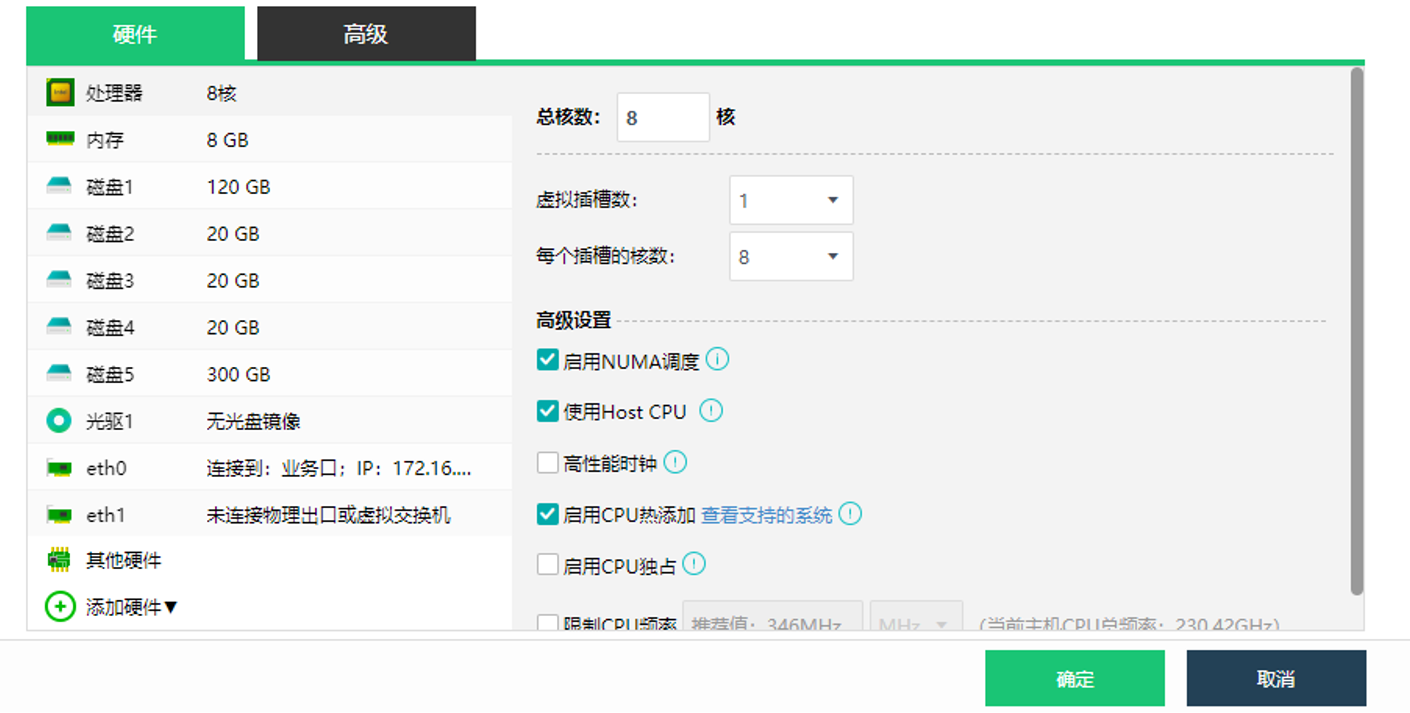 硬件 高级
处理器 8核
内存 8 GB
磁盘1 120 GB
磁盘2 20 GB
磁盘3 20 GB
磁盘4 20 GB
磁盘5 300 GB
光驱1 无光盘镜像
eth0 连接到：业务口；IP：172.16....
eth1 未连接物理出口或虚拟交换机
其他硬件
添加硬件▼
总核数： 8 核
虚拟插槽数： 1
每个插槽的核数： 8
高级设置
启用NUMA调度
使用Host CPU
高性能时钟
启用CPU热添加 查看支持的系统
启用CPU独占
限制CPU频率 推荐值：346MHz MHz （当前主机CPU总频率：230.42GHz）
确定 取消